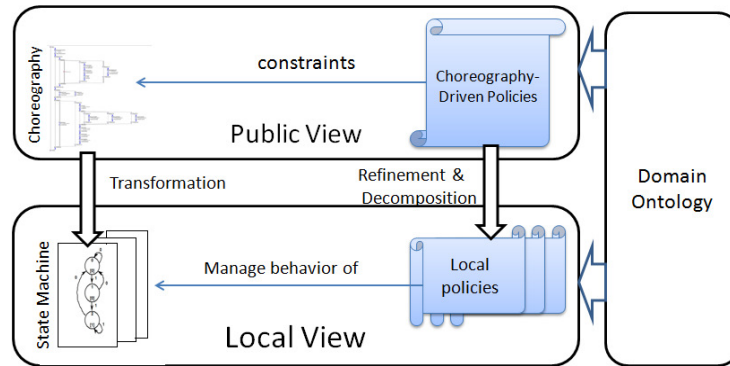 Choreography
constraints
Choreography-
Driven Policies
Public View
Transformation
Refinement &
Decomposition
Domain
Ontology
State Machine
Manage behavior of
Local
policies
Local View